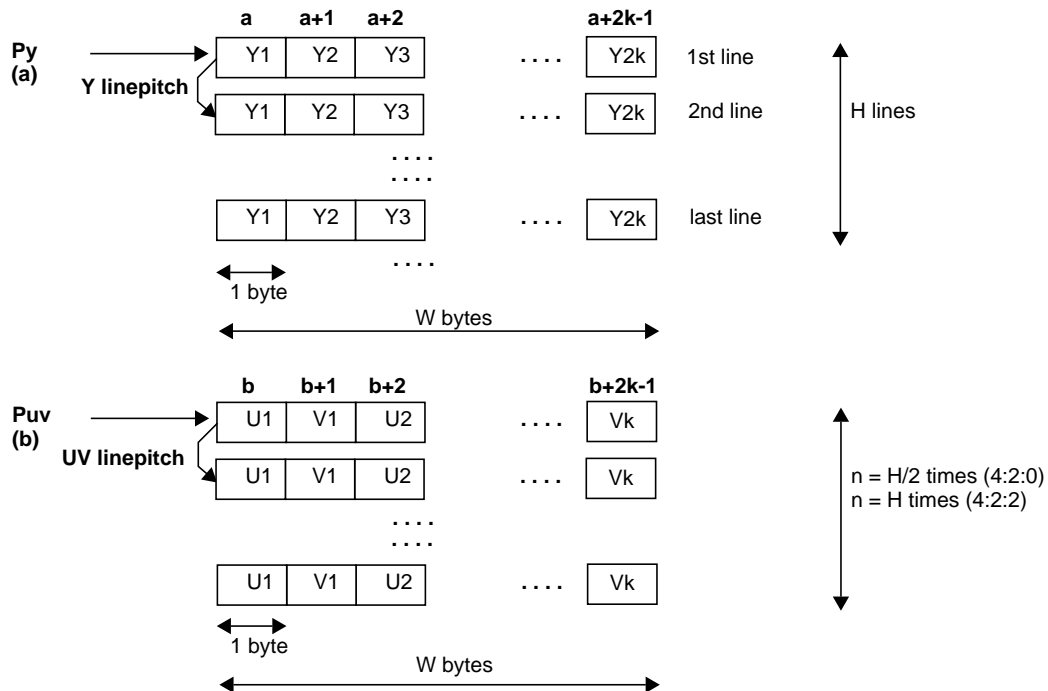 a a+1 a+2 a+2k-1
Py
(a)
Y1 Y2 Y3 .... Y2k 1st line
Y linepitch
Y1 Y2 Y3 .... Y2k 2nd line
H lines
....
....
Y1 Y2 Y3 .... Y2k last line
....
1 byte
W bytes
b b+1 b+2 b+2k-1
Puv
(b)
U1 V1 U2 .... Vk
UV linepitch
U1 V1 U2 .... Vk
n = H/2 times (4:2:0)
n = H times (4:2:2)
....
....
U1 V1 U2 .... Vk
1 byte
W bytes